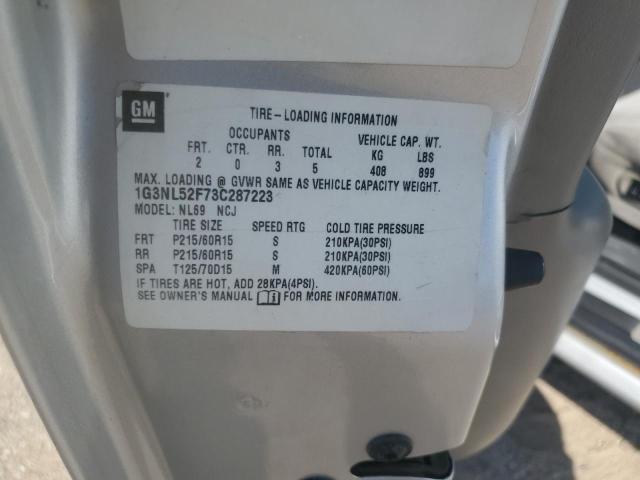 GM
TIRE-LOADING INFORMATION
OCCUPANTS VEHICLE CAP. WT.
FRT. CTR. RR. TOTAL KG LBS
2 0 3 5 408 899
MAX. LOADING @ GVWR SAME AS VEHICLE CAPACITY WEIGHT.
1G3NL52F73C287223
MODEL: NL69 NCJ
TIRE SIZE SPEED RTG COLD TIRE PRESSURE
FRT P215/60R15 S 210KPA(30PSI)
RR P215/60R15 S 210KPA(30PSI)
SPA T125/70D15 M 420KPA(60PSI)
IF TIRES ARE HOT, ADD 28KPA(4PSI).
SEE OWNER'S MANUAL FOR MORE INFORMATION.